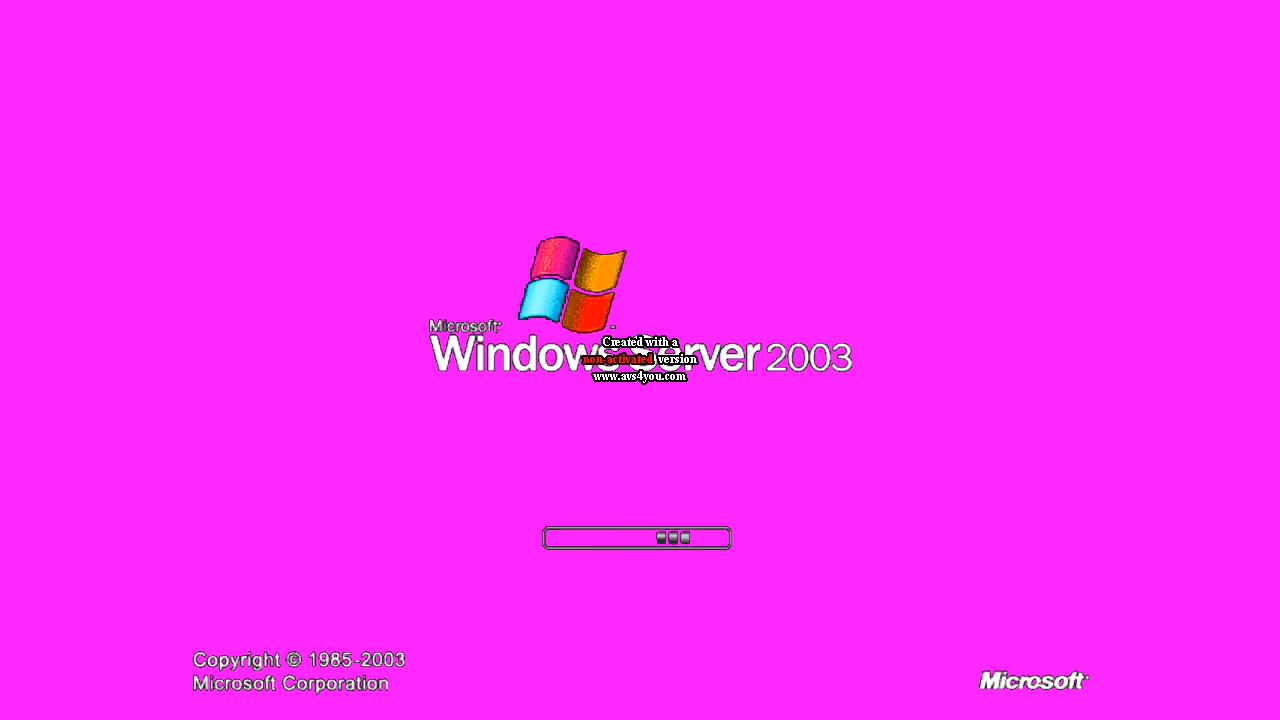 Microsoft
Windows Server 2003
Created with a
non-activated version
www.avs4you.com
Copyright © 1985-2003
Microsoft Corporation
Microsoft